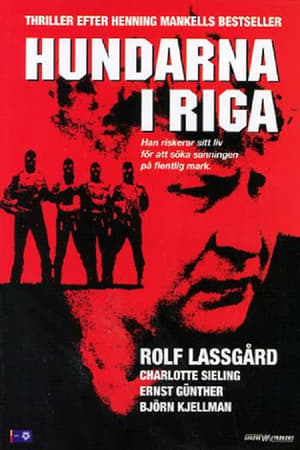 THRILLER EFTER HENNING MANKELLS BESTSELLER
HUNDARNA
I RIGA
Han riskerar sitt liv
för att söka sanningen
på fientlig mark.
ROLF LASSGÅRD
CHARLOTTE SIELING
ERNST GÜNTHER
BJÖRN KJELLMAN